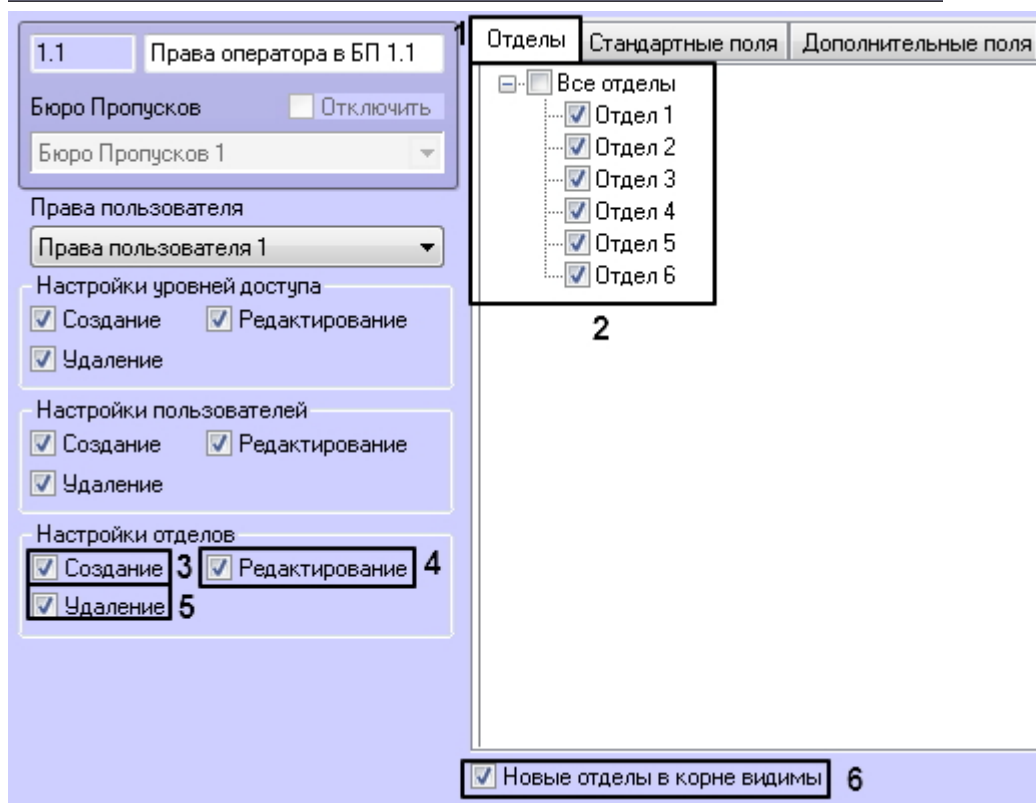 1.1 Права оператора в БП 1.1
Бюро Пропусков Отключить
Бюро Пропусков 1
Права пользователя
Права пользователя 1
Настройки уровней доступа
Создание Редактирование
Удаление
Настройки пользователей
Создание Редактирование
Удаление
Настройки отделов
Создание 3 Редактирование 4
Удаление 5
1 Отделы Стандартные поля Дополнительные поля
Все отделы
Отдел 1
Отдел 2
Отдел 3
Отдел 4
Отдел 5
Отдел 6
2
Новые отделы в корне видимы 6